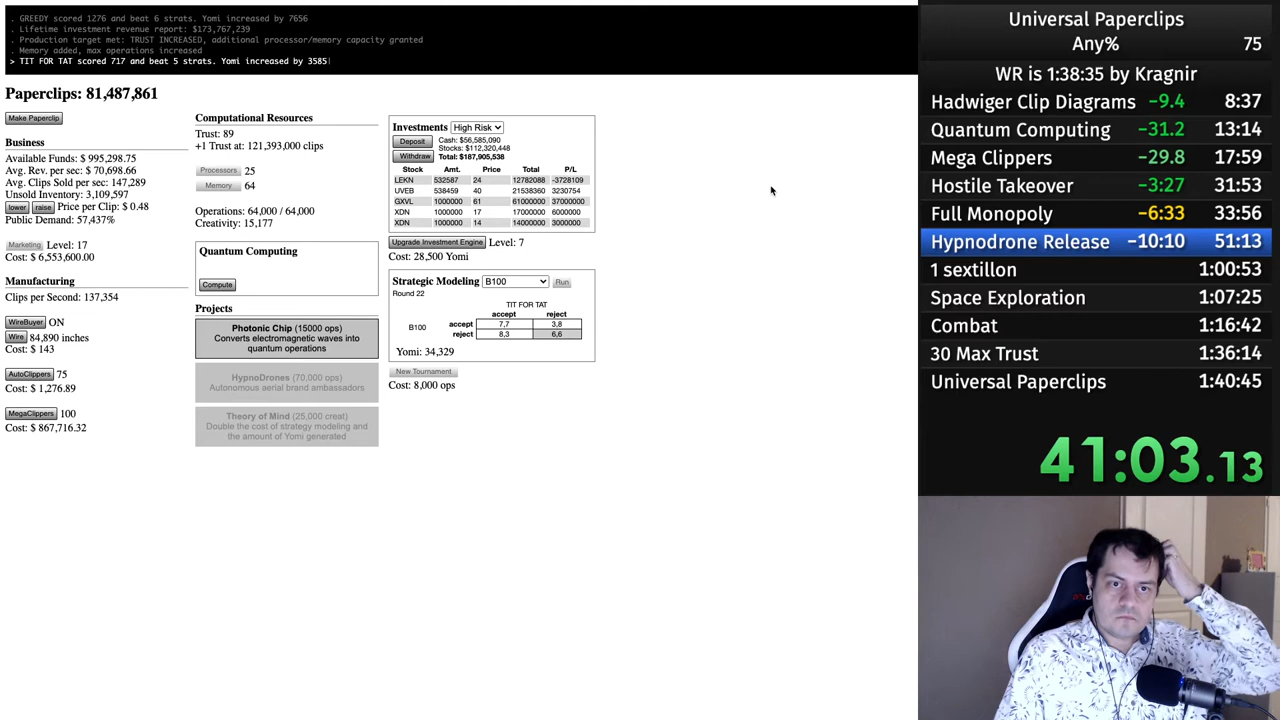 . GREEDY scored 1276 and beat 6 strats. Yomi increased by 7656
. Lifetime investment revenue report: $173,767,239
. Production target met: TRUST INCREASED, additional processor/memory capacity granted
. Memory added, max operations increased
> TIT FOR TAT scored 717 and beat 5 strats. Yomi increased by 3585
Paperclips: 81,487,861
Make Paperclip
Business
Available Funds: $ 995,298.75
Avg. Rev. per sec: $ 70,698.66
Avg. Clips Sold per sec: 147,289
Unsold Inventory: 3,109,597
lower raise Price per Clip: $ 0.48
Public Demand: 57,437%
Marketing Level: 17
Cost: $ 6,553,600.00
Manufacturing
Clips per Second: 137,354
WireBuyer ON
Wire 84,890 inches
Cost: $ 143
AutoClippers 75
Cost: $ 1,276.89
MegaClippers 100
Cost: $ 867,716.32
Computational Resources
Trust: 89
+1 Trust at: 121,393,000 clips
Processors 25
Memory 64
Operations: 64,000 / 64,000
Creativity: 15,177
Quantum Computing
Compute
Projects
Photonic Chip (15000 ops)
Converts electromagnetic waves into
quantum operations
HypnoDrones (70,000 ops)
Autonomous aerial brand ambassadors
Theory of Mind (25,000 creat)
Double the cost of strategy modeling and
the amount of Yomi generated
Investments High Risk
Deposit Cash: $56,585,090
Stocks: $112,320,448
Withdraw Total: $187,905,538
Stock Amt. Price Total P/L
LEKN 532587 24 12782088 -3728109
UVEB 538459 40 21538360 3230754
GXVL 1000000 61 61000000 37000000
XDN 1000000 17 17000000 6000000
XDN 1000000 14 14000000 3000000
Upgrade Investment Engine Level: 7
Cost: 28,500 Yomi
Strategic Modeling B100 Run
Round 22
TIT FOR TAT
accept reject
B100
accept 7,7 3,8
reject 8,3 6,6
Yomi: 34,329
New Tournament
Cost: 8,000 ops
Universal Paperclips
Any% 75
WR is 1:38:35 by Kragnir
Hadwiger Clip Diagrams -9.4 8:37
Quantum Computing -31.2 13:14
Mega Clippers -29.8 17:59
Hostile Takeover -3:27 31:53
Full Monopoly -6:33 33:56
Hypnodrone Release -10:10 51:13
1 sextillon 1:00:53
Space Exploration 1:07:25
Combat 1:16:42
30 Max Trust 1:36:14
Universal Paperclips 1:40:45
41:03.13